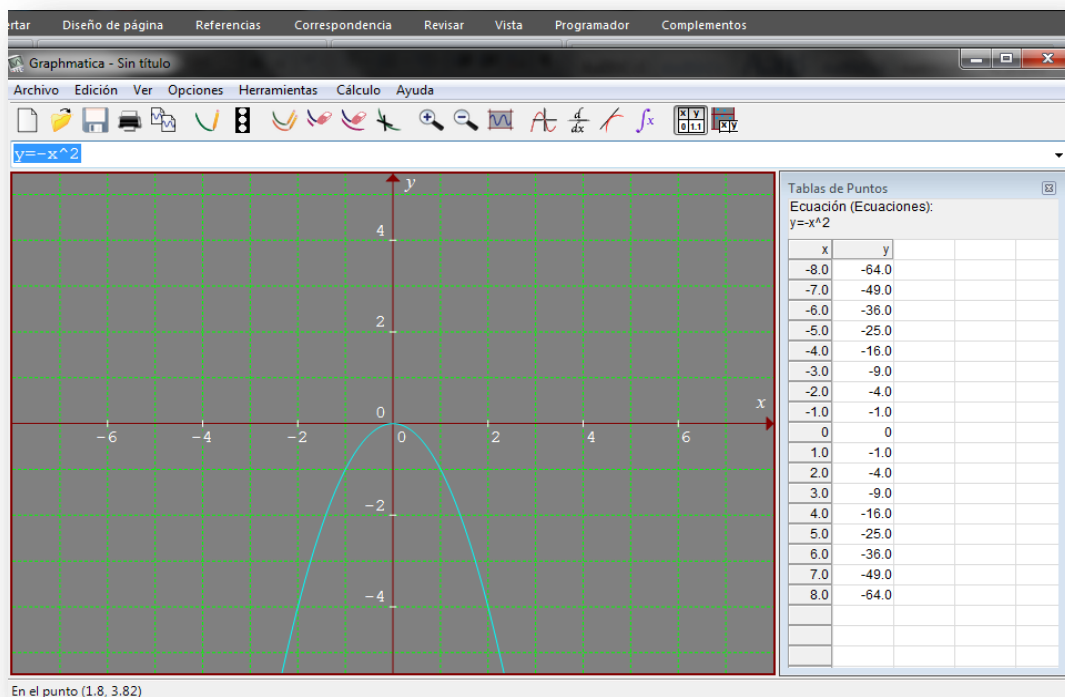 rtar Diseño de página Referencias Correspondencia Revisar Vista Programador Complementos
Graphmatica - Sin título
Archivo Edición Ver Opciones Herramientas Cálculo Ayuda
d
dx
∫x
x y
0 1.1
x y
y=-x^2
y
4
2
0
x
-6 -4 -2 0 2 4 6
-2
-4
Tablas de Puntos
Ecuación (Ecuaciones):
y=-x^2
x y
-8.0 -64.0
-7.0 -49.0
-6.0 -36.0
-5.0 -25.0
-4.0 -16.0
-3.0 -9.0
-2.0 -4.0
-1.0 -1.0
0 0
1.0 -1.0
2.0 -4.0
3.0 -9.0
4.0 -16.0
5.0 -25.0
6.0 -36.0
7.0 -49.0
8.0 -64.0
En el punto (1.8, 3.82)